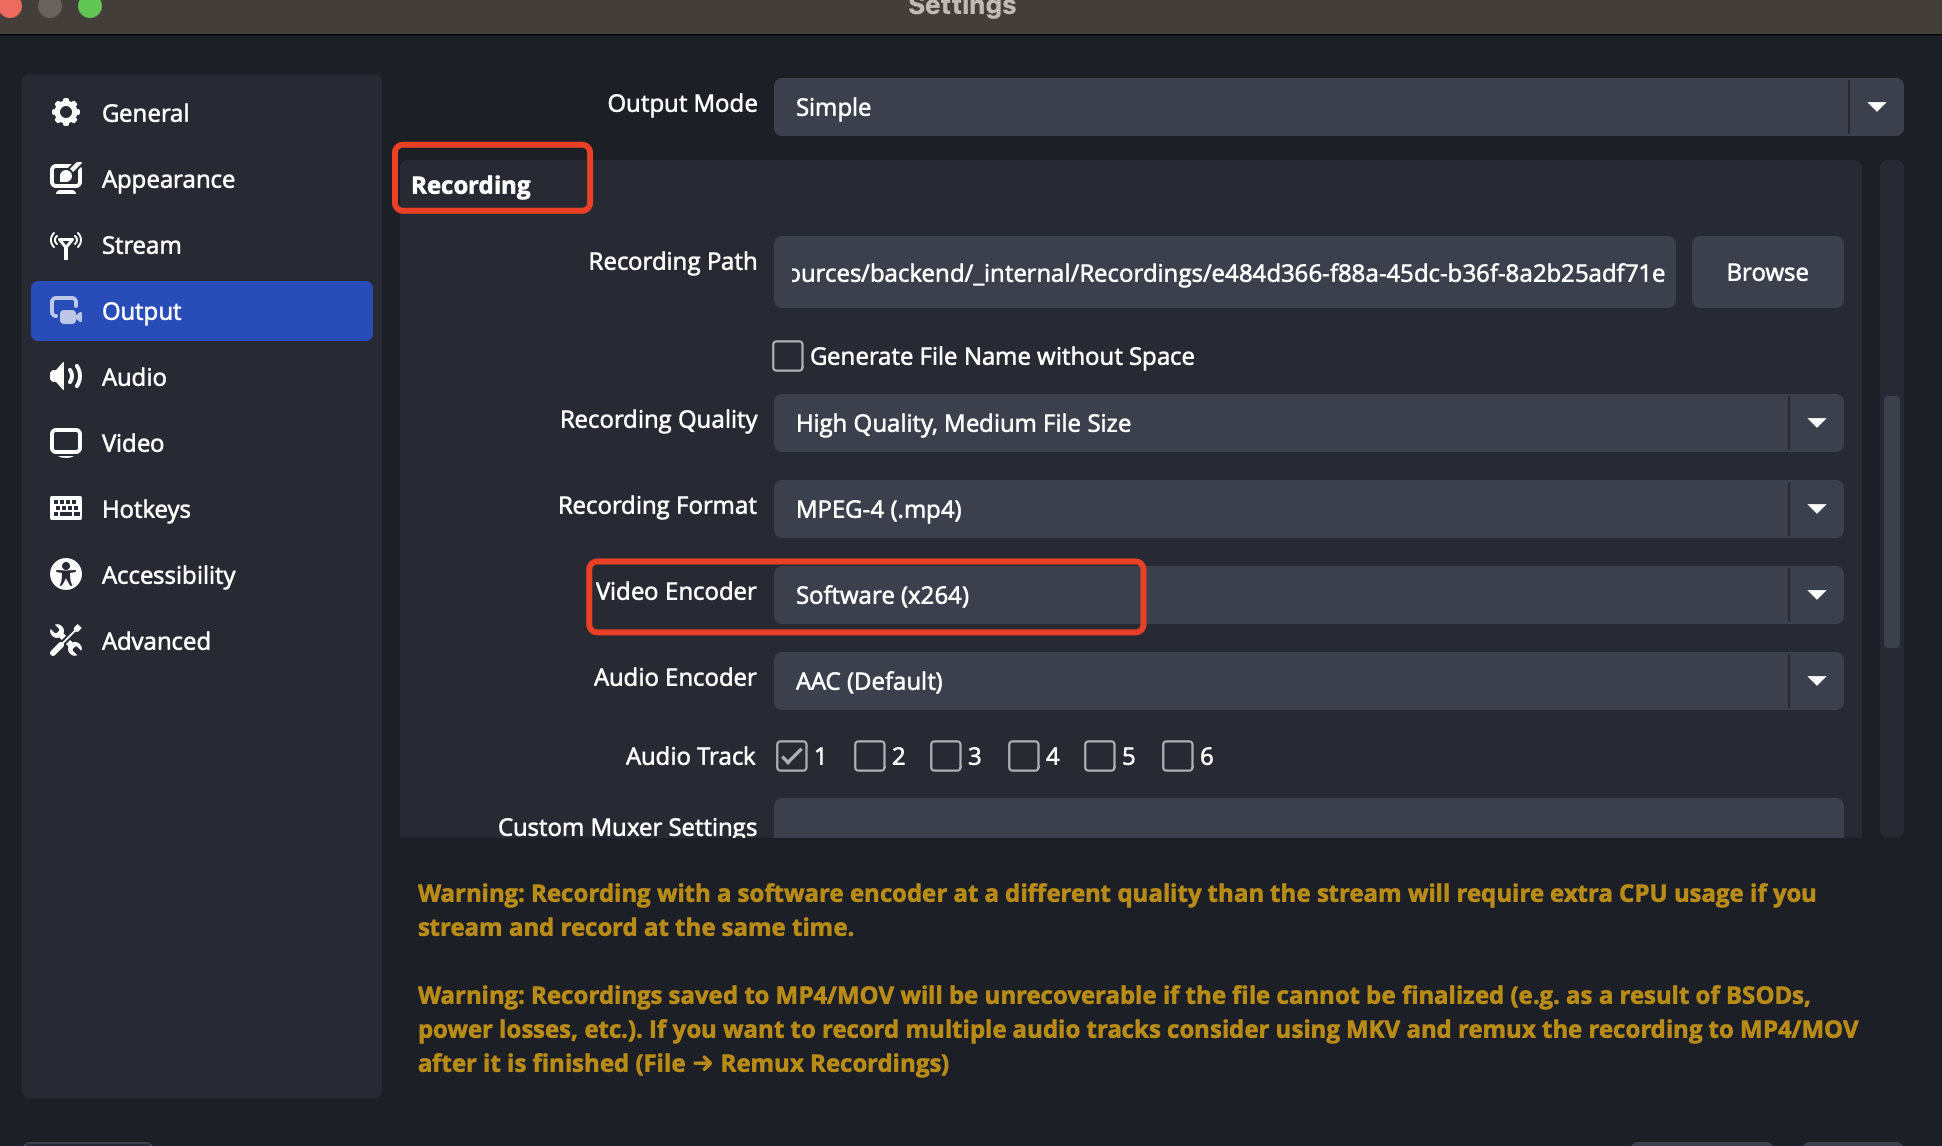 Settings
General
Appearance
Stream
Output
Audio
Video
Hotkeys
Accessibility
Advanced
Output Mode Simple
Recording
Recording Path ources/backend/_internal/Recordings/e484d366-f88a-45dc-b36f-8a2b25adf71e Browse
Generate File Name without Space
Recording Quality High Quality, Medium File Size
Recording Format MPEG-4 (.mp4)
Video Encoder Software (x264)
Audio Encoder AAC (Default)
Audio Track 1 2 3 4 5 6
Custom Muxer Settings
Warning: Recording with a software encoder at a different quality than the stream will require extra CPU usage if you
stream and record at the same time.
Warning: Recordings saved to MP4/MOV will be unrecoverable if the file cannot be finalized (e.g. as a result of BSODs,
power losses, etc.). If you want to record multiple audio tracks consider using MKV and remux the recording to MP4/MOV
after it is finished (File → Remux Recordings)